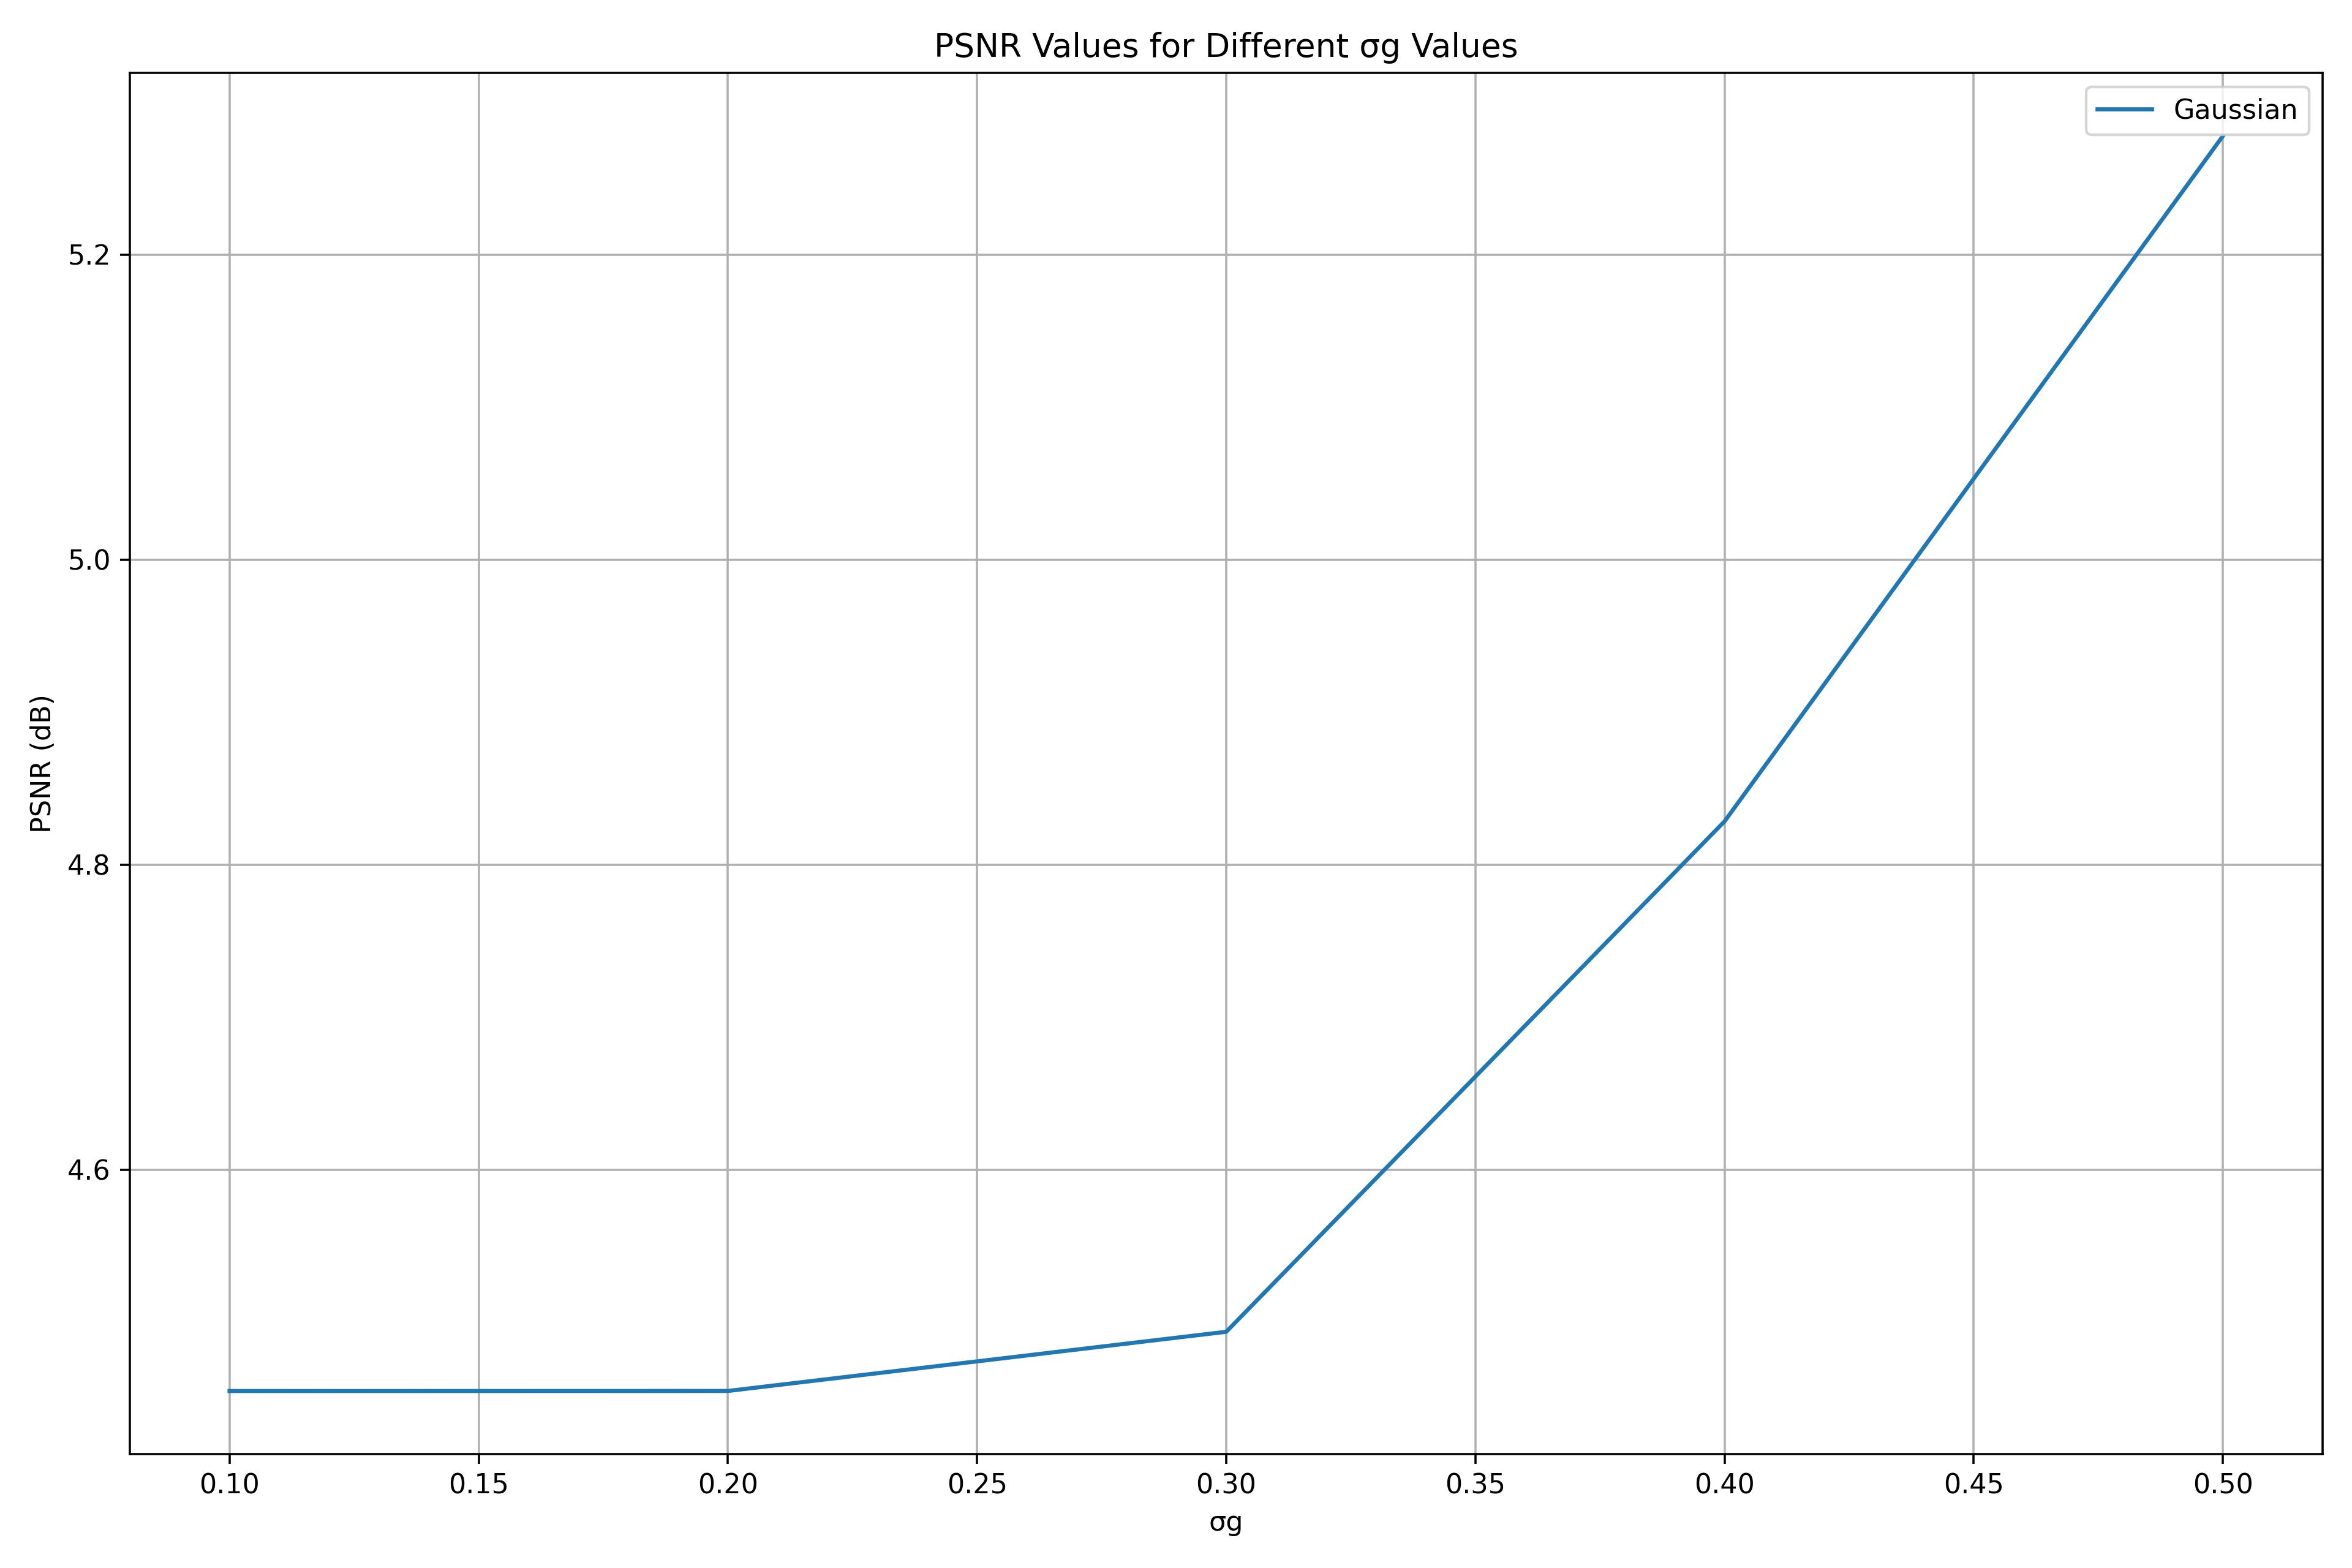 PSNR Values for Different σg Values
Gaussian
5.2
5.0
4.8
4.6
PSNR (dB)
0.10 0.15 0.20 0.25 0.30 0.35 0.40 0.45 0.50
σg